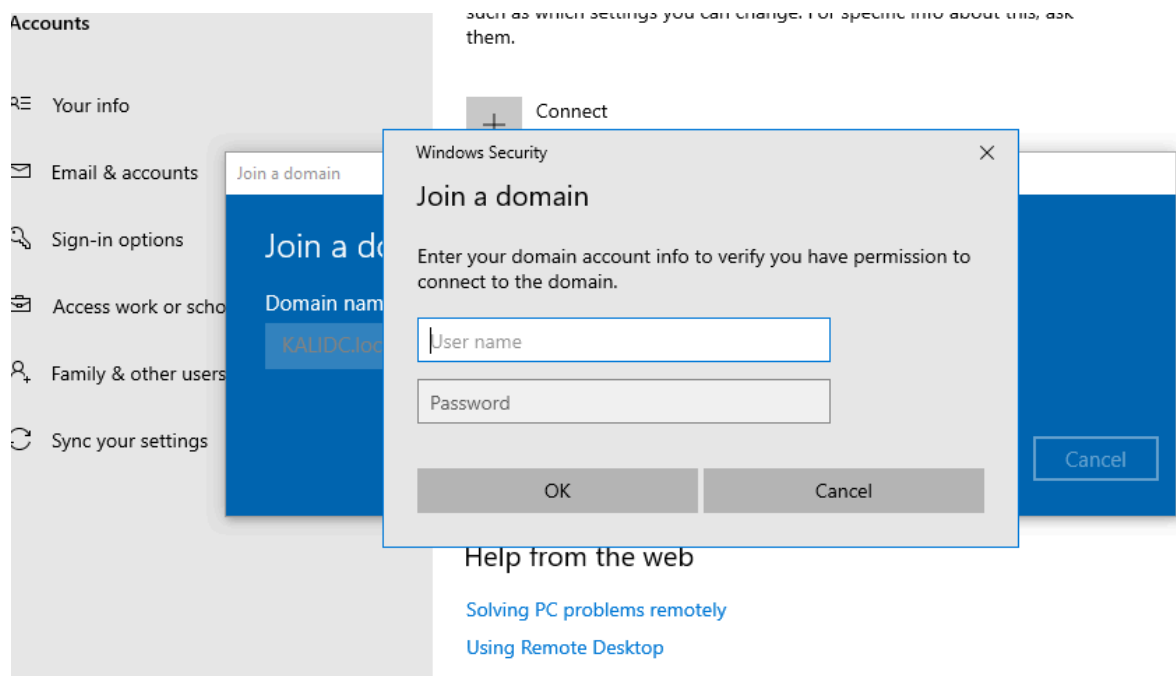 Accounts
such as which settings you can change. For specific info about this, ask
them.
Your info
Email & accounts
Sign-in options
Access work or scho
Family & other users
Sync your settings
Connect
Join a domain
Join a do
Domain nam
KALIDC.loc
Cancel
Windows Security
Join a domain
Enter your domain account info to verify you have permission to
connect to the domain.
User name
Password
OK
Cancel
Help from the web
Solving PC problems remotely
Using Remote Desktop